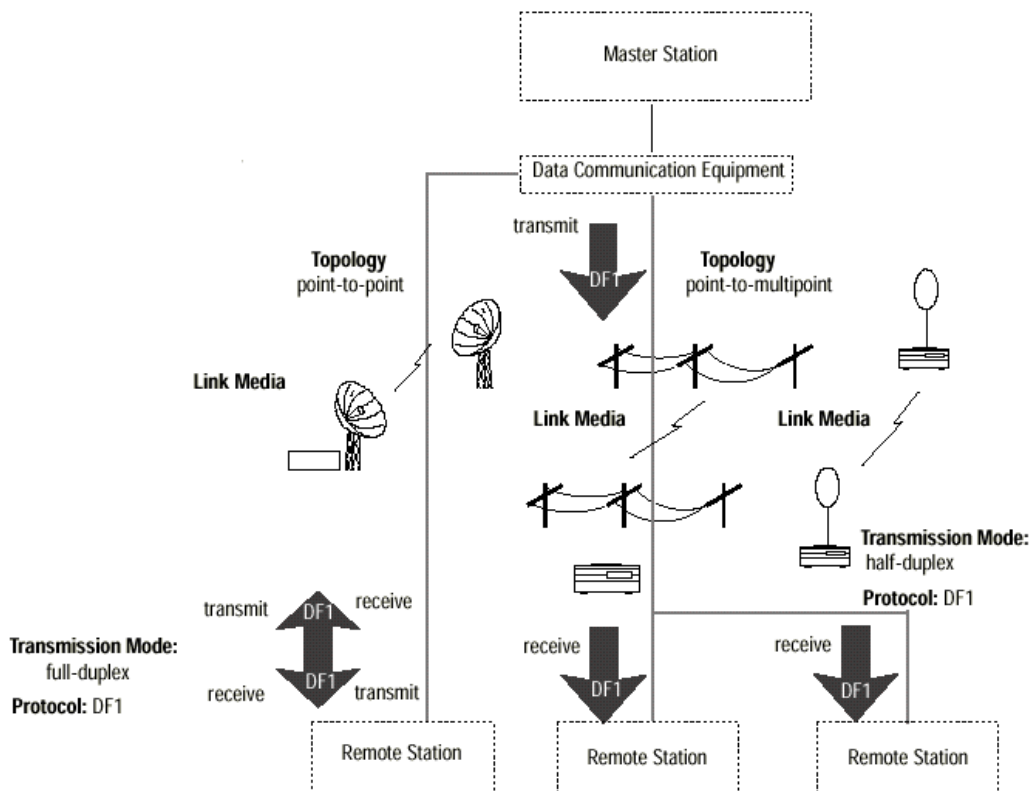 Master Station
Data Communication Equipment
transmit
DF1
Topology
point-to-point
Topology
point-to-multipoint
Link Media
Link Media
Link Media
Transmission Mode:
half-duplex
Protocol: DF1
transmit
DF1
receive
Transmission Mode:
full-duplex
receive
DF1
transmit
Protocol: DF1
receive
DF1
receive
DF1
Remote Station
Remote Station
Remote Station